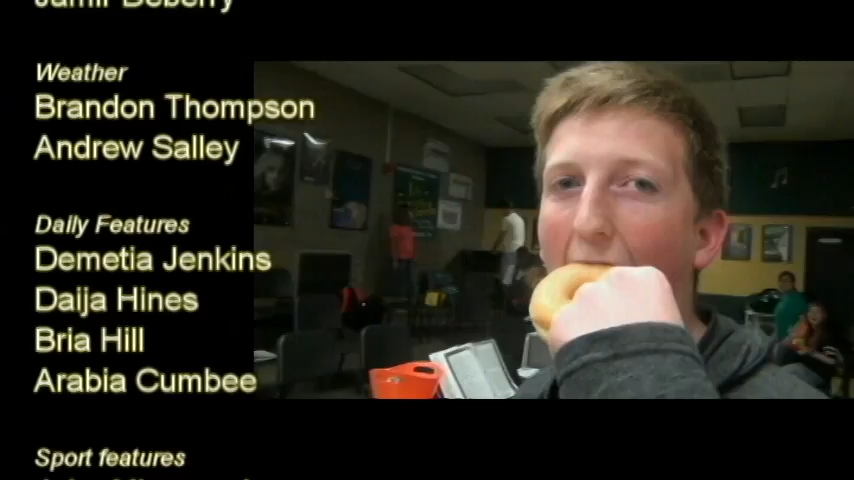 Weather
Brandon Thompson
Andrew Salley
Daily Features
Demetia Jenkins
Daija Hines
Bria Hill
Arabia Cumbee
Sport features